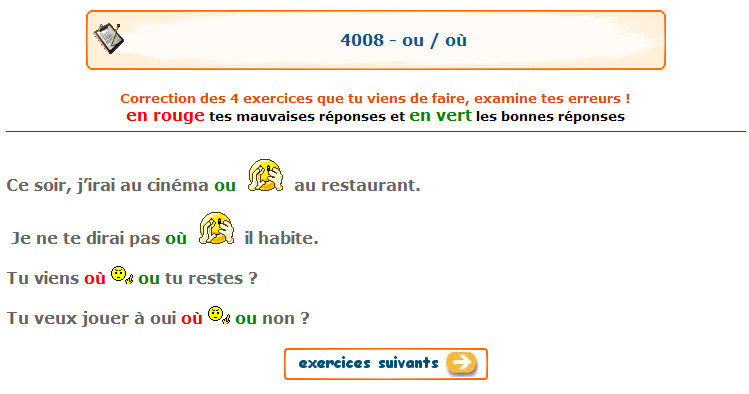 4008 - ou / où
Correction des 4 exercices que tu viens de faire, examine tes erreurs !
en rouge tes mauvaises réponses et en vert les bonnes réponses
Ce soir, j’irai au cinéma ou au restaurant.
Je ne te dirai pas où il habite.
Tu viens où ou tu restes ?
Tu veux jouer à oui où ou non ?
exercices suivants